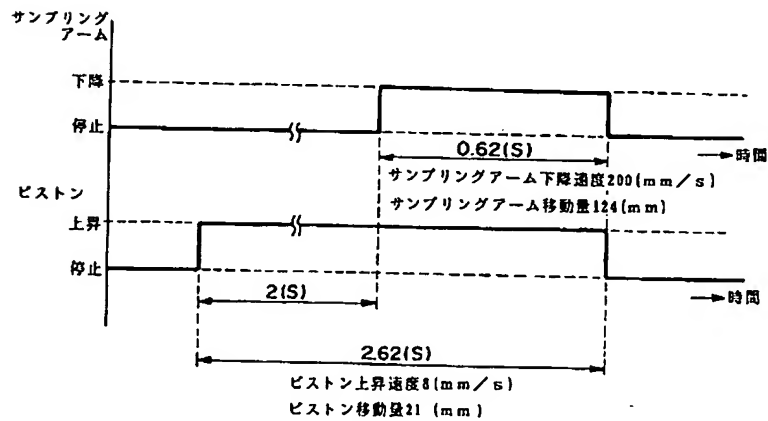 サンプリング
アーム
下降
停止
0.62(S)
時間
サンプリングアーム下降速度200(mm/s)
サンプリングアーム移動量124(mm)
ピストン
上昇
停止
2(S)
時間
2.62(S)
ピストン上昇速度8(mm/s)
ピストン移動量21 (mm)